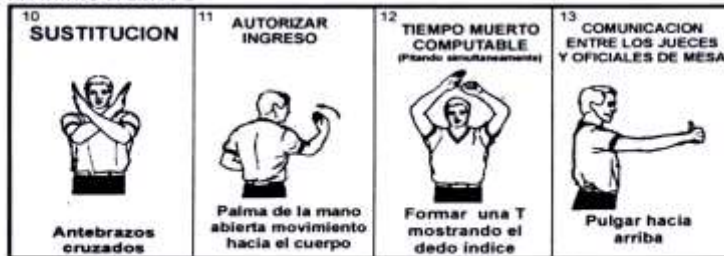 10
SUSTITUCION
Antebrazos
cruzados
11
AUTORIZAR
INGRESO
Palma de la mano
abierta movimiento
hacia el cuerpo
12
TIEMPO MUERTO
COMPUTABLE
(Pitando simultaneamente)
Formar una T
mostrando el
dedo índice
13
COMUNICACION
ENTRE LOS JUECES
Y OFICIALES DE MESA
Pulgar hacia
arriba